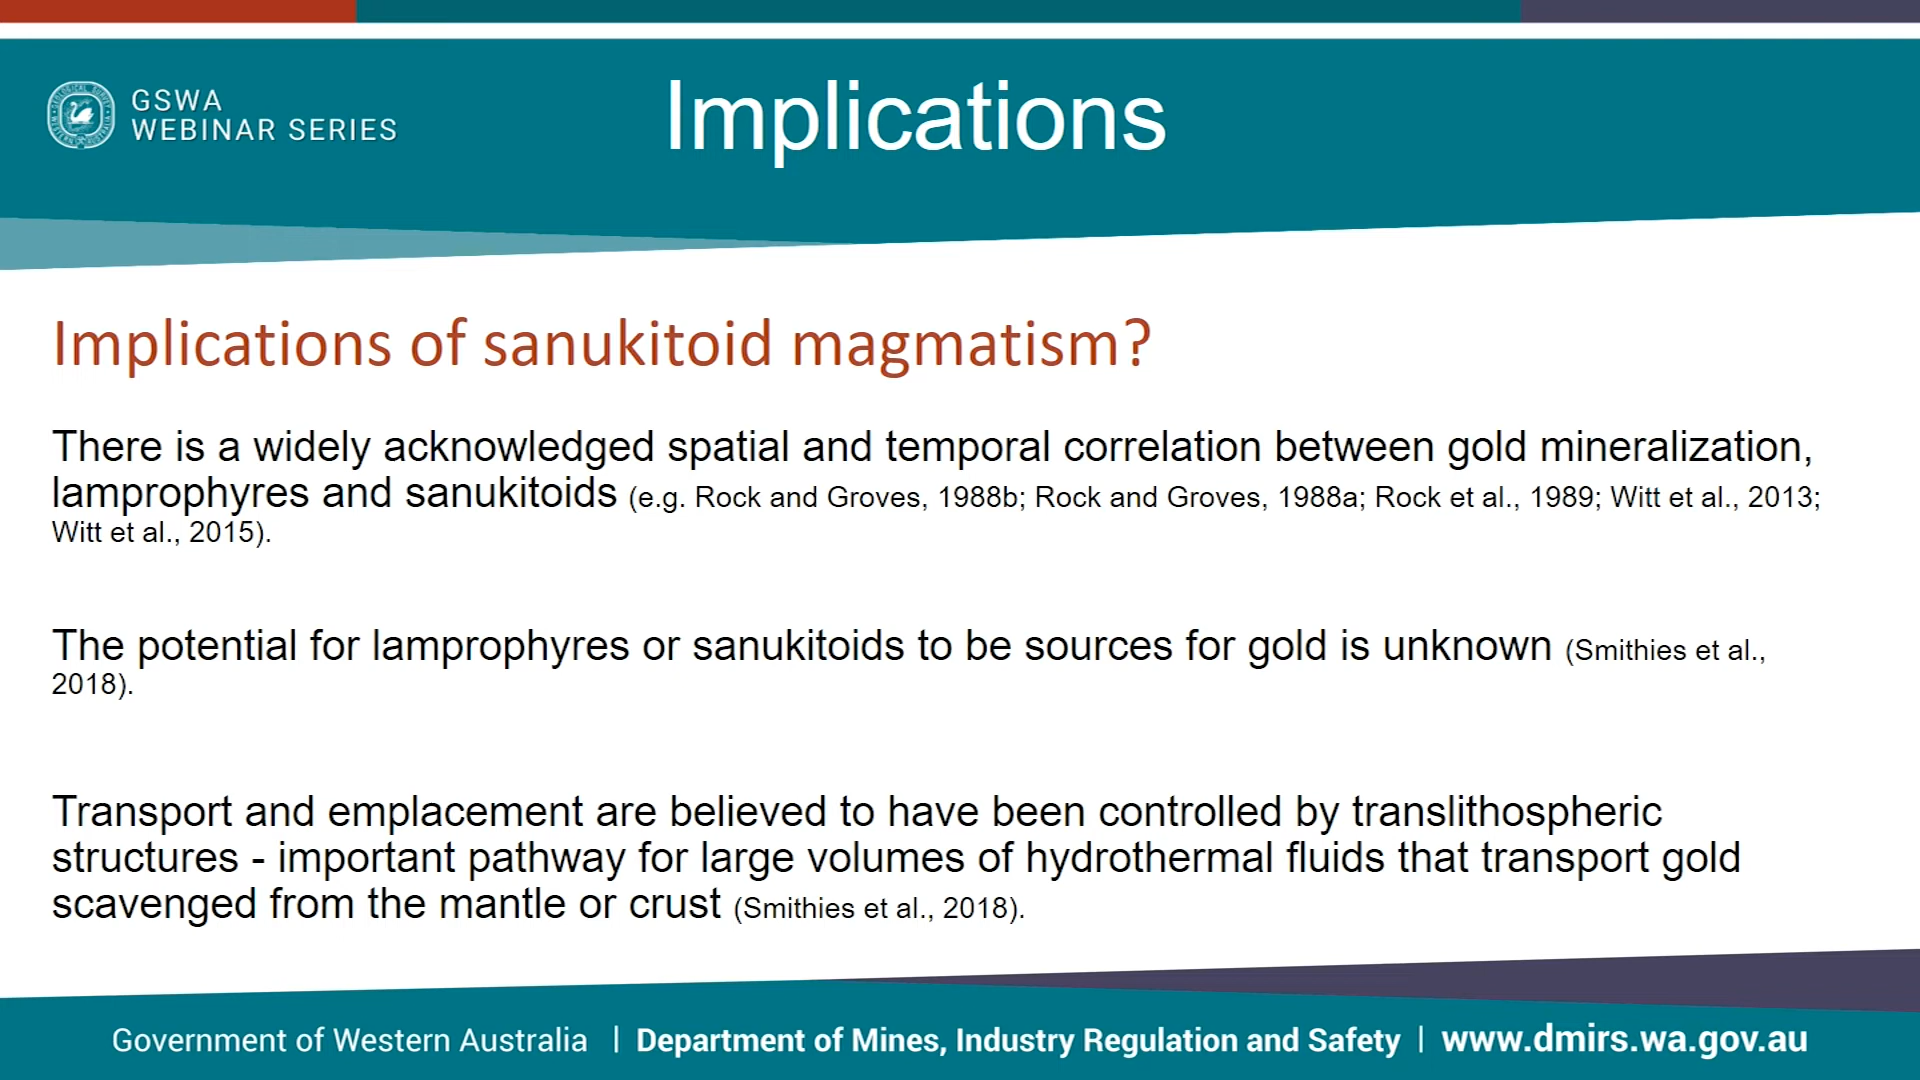 GSWA
WEBINAR SERIES
Implications
Implications of sanukitoid magmatism?
There is a widely acknowledged spatial and temporal correlation between gold mineralization,
lamprophyres and sanukitoids (e.g. Rock and Groves, 1988b; Rock and Groves, 1988a; Rock et al., 1989; Witt et al., 2013;
Witt et al., 2015).
The potential for lamprophyres or sanukitoids to be sources for gold is unknown (Smithies et al.,
2018).
Transport and emplacement are believed to have been controlled by translithospheric
structures - important pathway for large volumes of hydrothermal fluids that transport gold
scavenged from the mantle or crust (Smithies et al., 2018).
Government of Western Australia | Department of Mines, Industry Regulation and Safety | www.dmirs.wa.gov.au